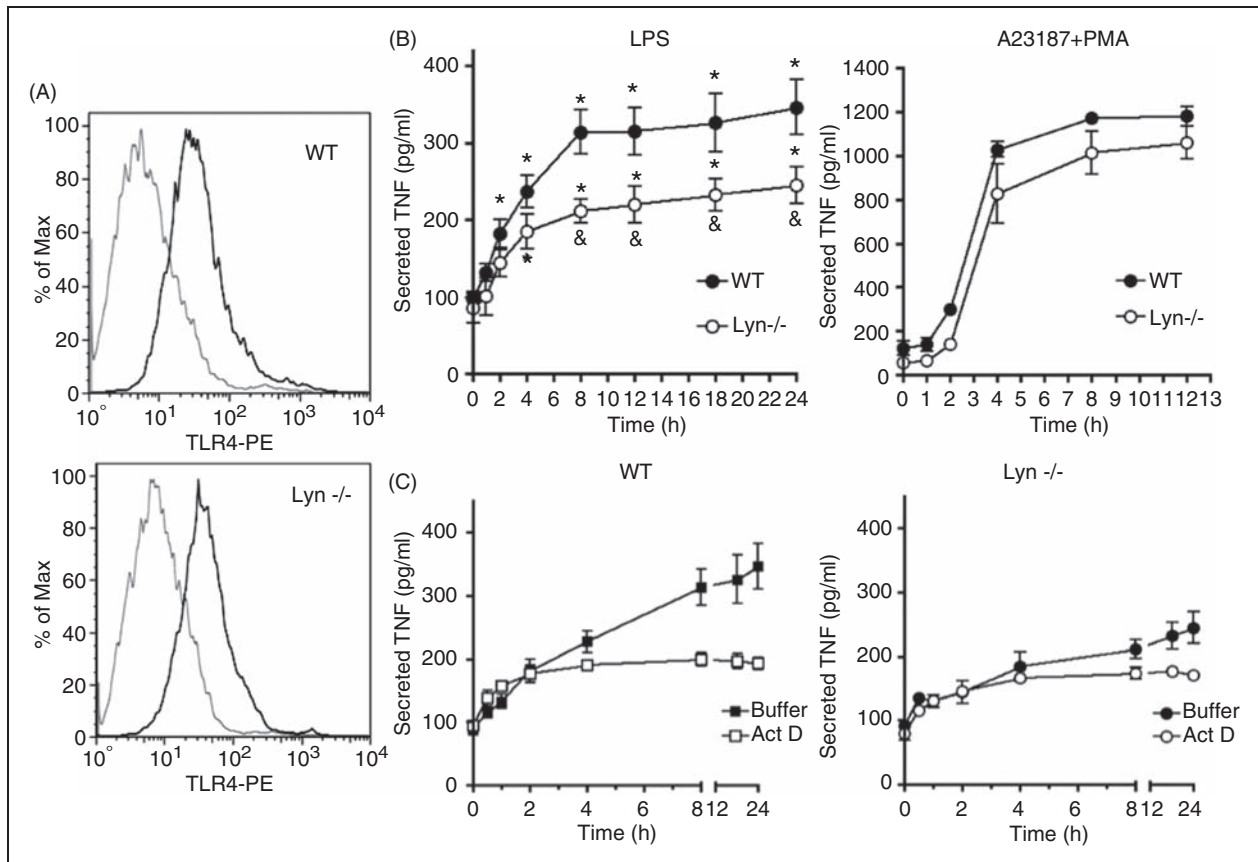 (A)
100
80
60
40
20
0
% of Max
WT
10° 10¹ 10² 10³ 10⁴
TLR4-PE
100
80
60
40
20
0
% of Max
Lyn -/-
10° 10¹ 10² 10³ 10⁴
TLR4-PE
(B)
LPS
400
300
200
100
0
Secreted TNF (pg/ml)
* * * * * *
* * * *
& & & &
*
WT
Lyn-/-
0 2 4 6 8 10 12 14 16 18 20 22 24
Time (h)
A23187+PMA
1400
1200
1000
800
600
400
200
0
Secreted TNF (pg/ml)
WT
Lyn-/-
0 1 2 3 4 5 6 7 8 9 10 11 12 13
Time (h)
(C)
WT
400
300
200
100
0
Secreted TNF (pg/ml)
Buffer
Act D
0 2 4 6 8 12 24
Time (h)
Lyn -/-
400
300
200
100
0
Secreted TNF (pg/ml)
Buffer
Act D
0 2 4 6 8 12 24
Time (h)